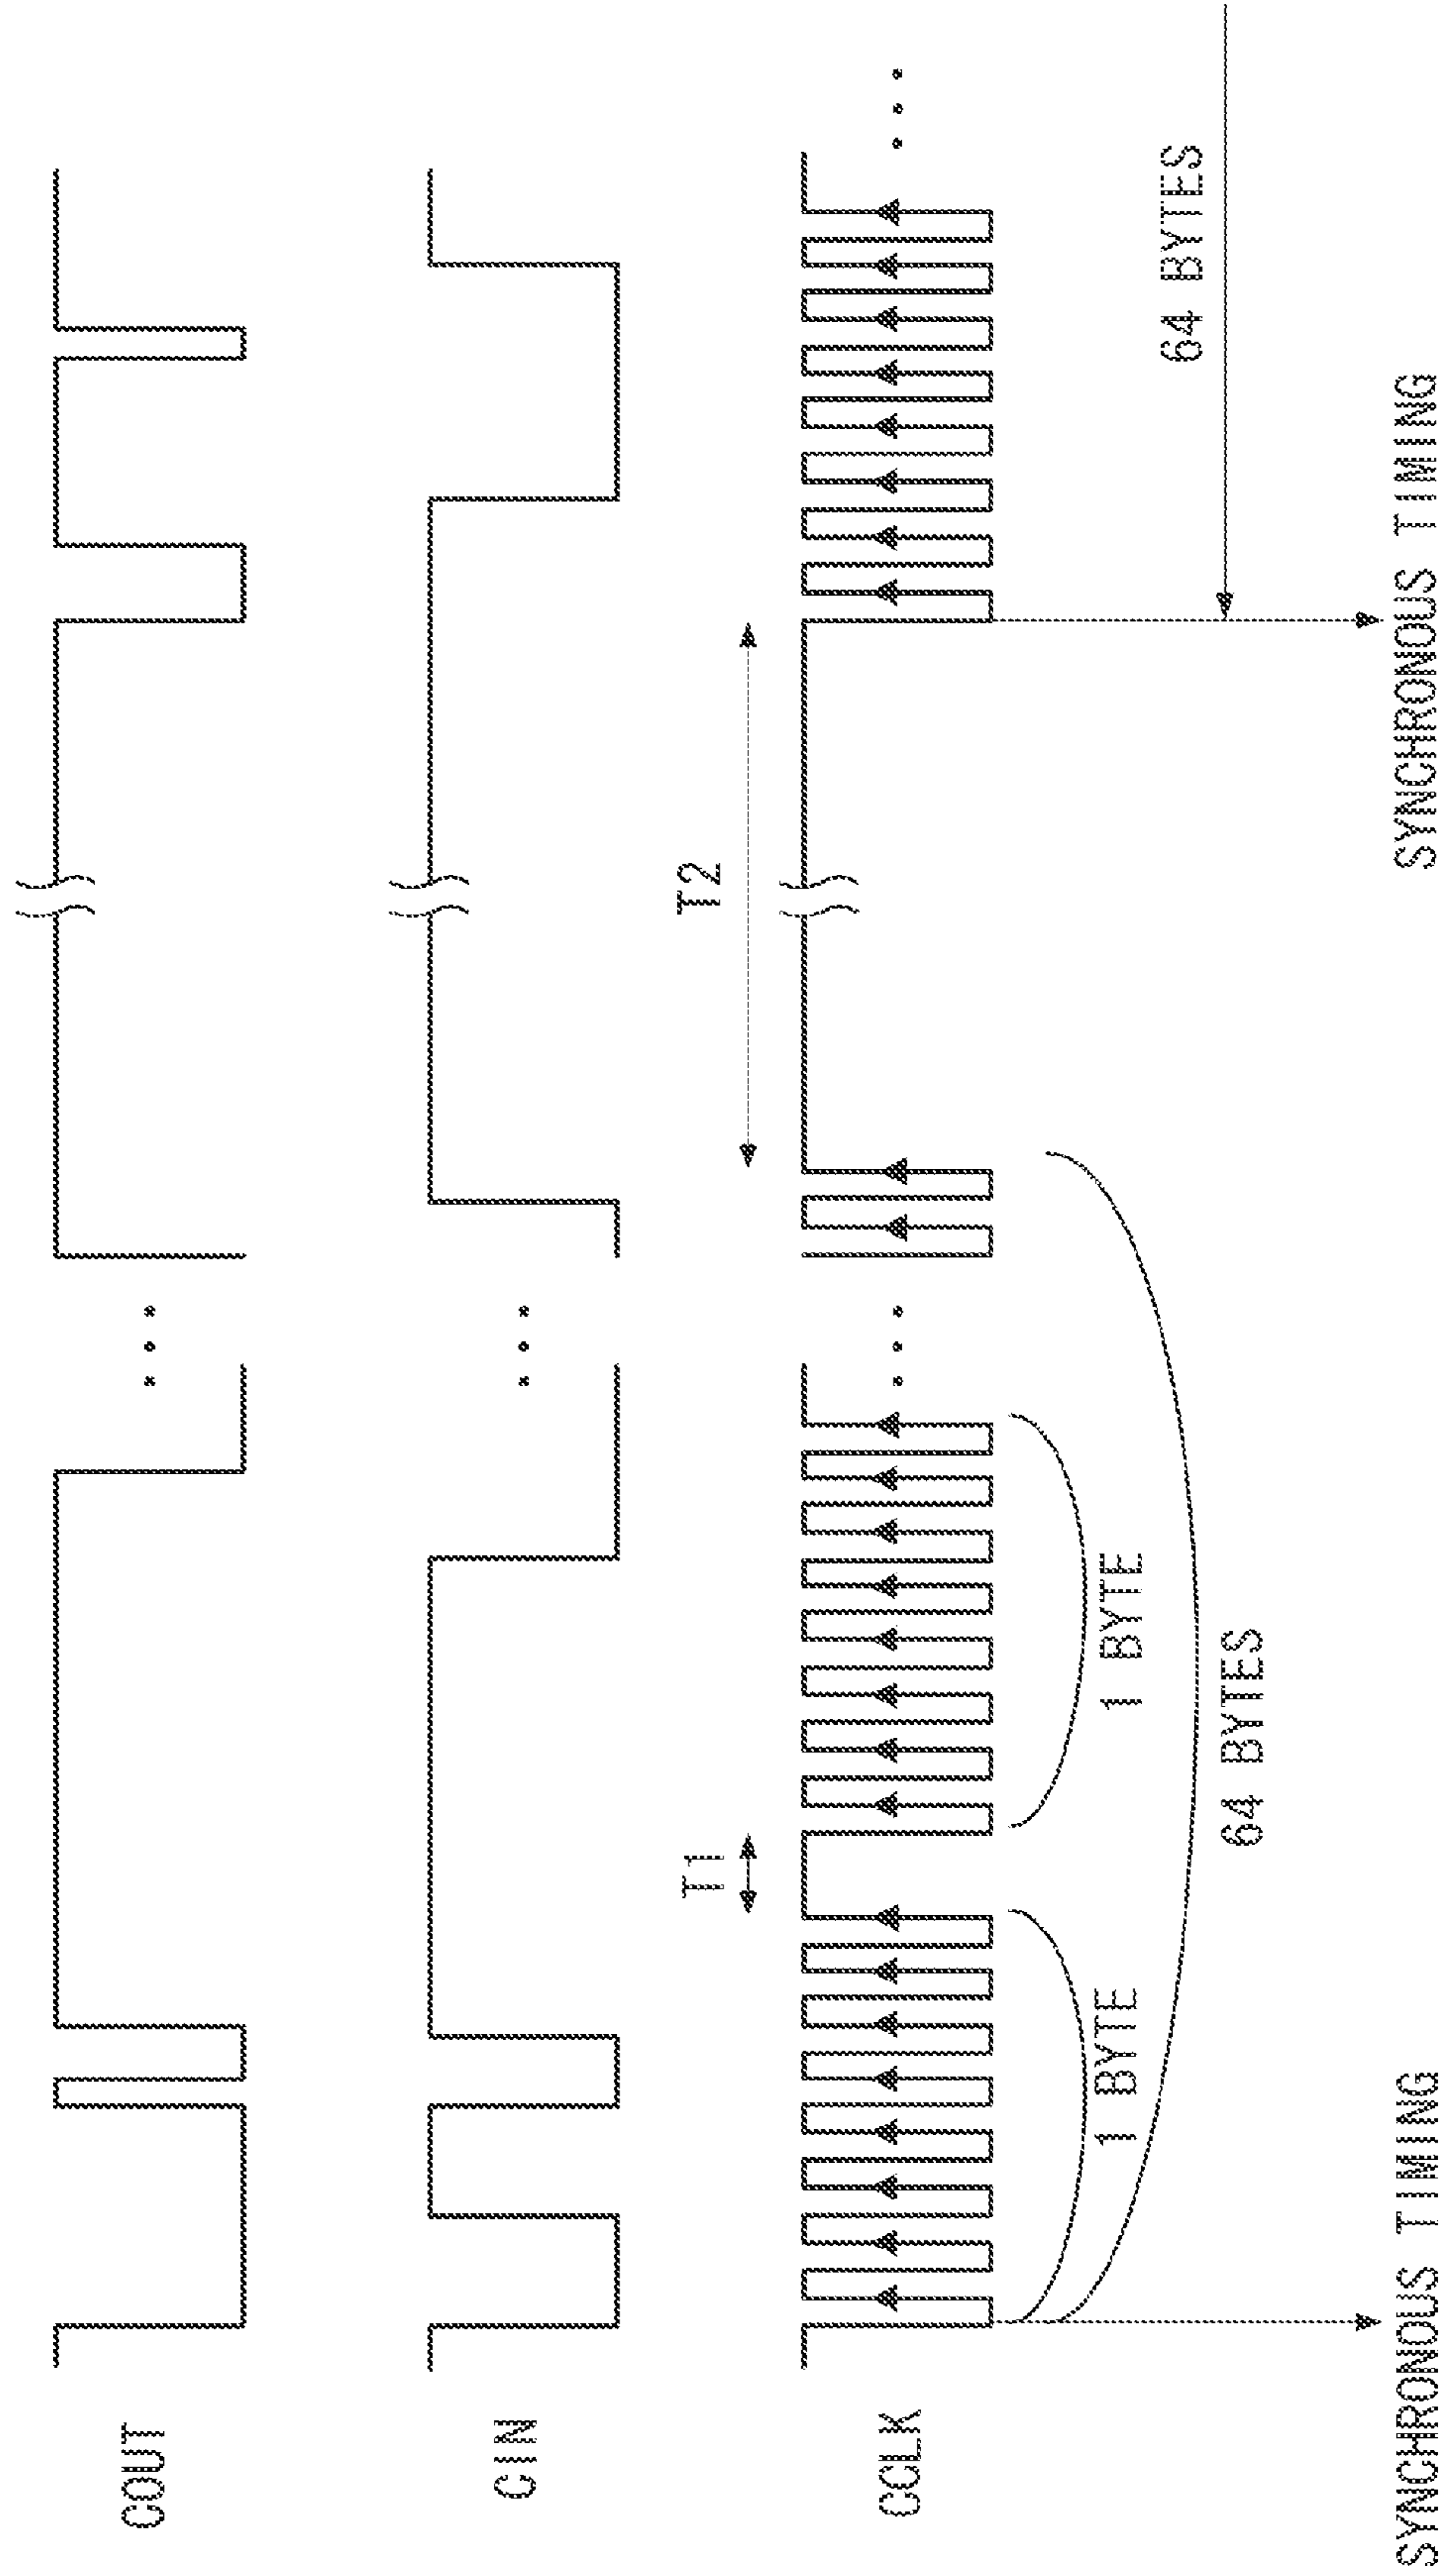 COUT
CIN
T1
T2
CCLK
1 BYTE
1 BYTE
64 BYTES
64 BYTES
SYNCHRONOUS TIMING
SYNCHRONOUS TIMING